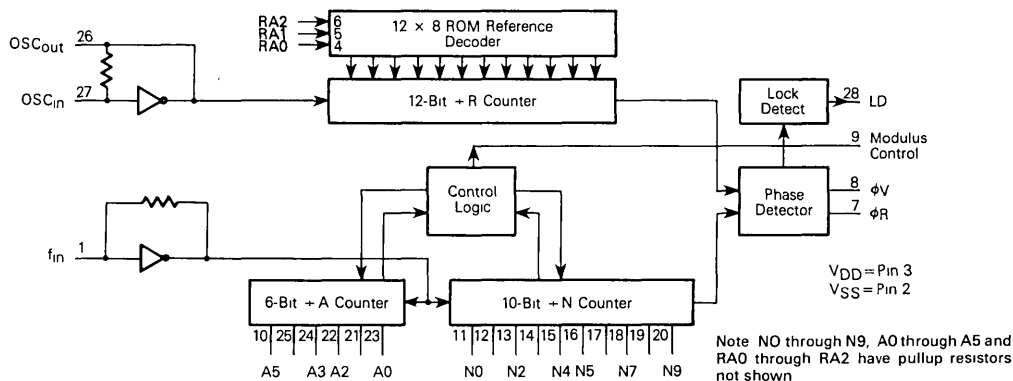 RA2 6
RA1 5
RA0 4
12 × 8 ROM Reference
Decoder
OSCout 26
OSCin 27
12-Bit ÷ R Counter
Lock
Detect
28 LD
9 Modulus
Control
Control
Logic
Phase
Detector
8 ϕV
7 ϕR
fin 1
VDD=Pin 3
VSS=Pin 2
6-Bit ÷ A Counter
10-Bit ÷ N Counter
10 25 24 22 21 23
11 12 13 14 15 16 17 18 19 20
A5 A3 A2 A0
N0 N2 N4 N5 N7 N9
Note NO through N9, A0 through A5 and
RA0 through RA2 have pullup resistors
not shown